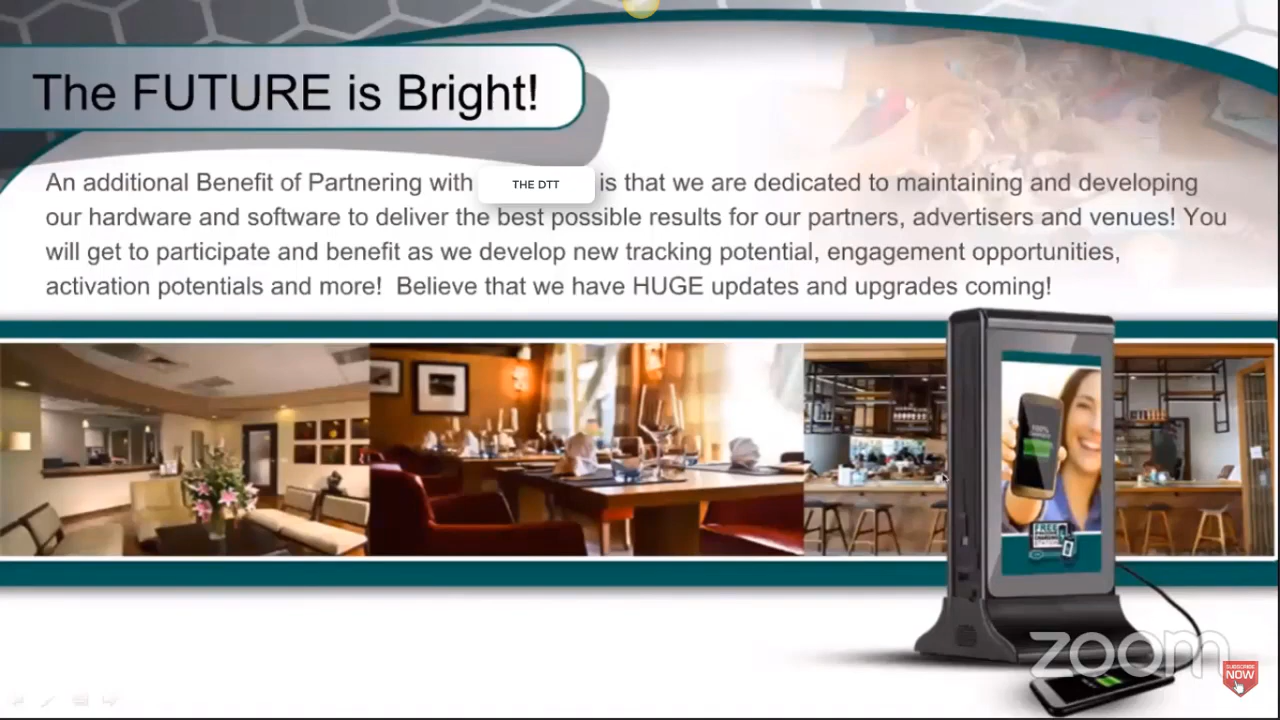 The FUTURE is Bright!
An additional Benefit of Partnering with THE DTT is that we are dedicated to maintaining and developing
our hardware and software to deliver the best possible results for our partners, advertisers and venues! You
will get to participate and benefit as we develop new tracking potential, engagement opportunities,
activation potentials and more! Believe that we have HUGE updates and upgrades coming!
100%
FREE
zoom
SUBSCRIBE
NOW